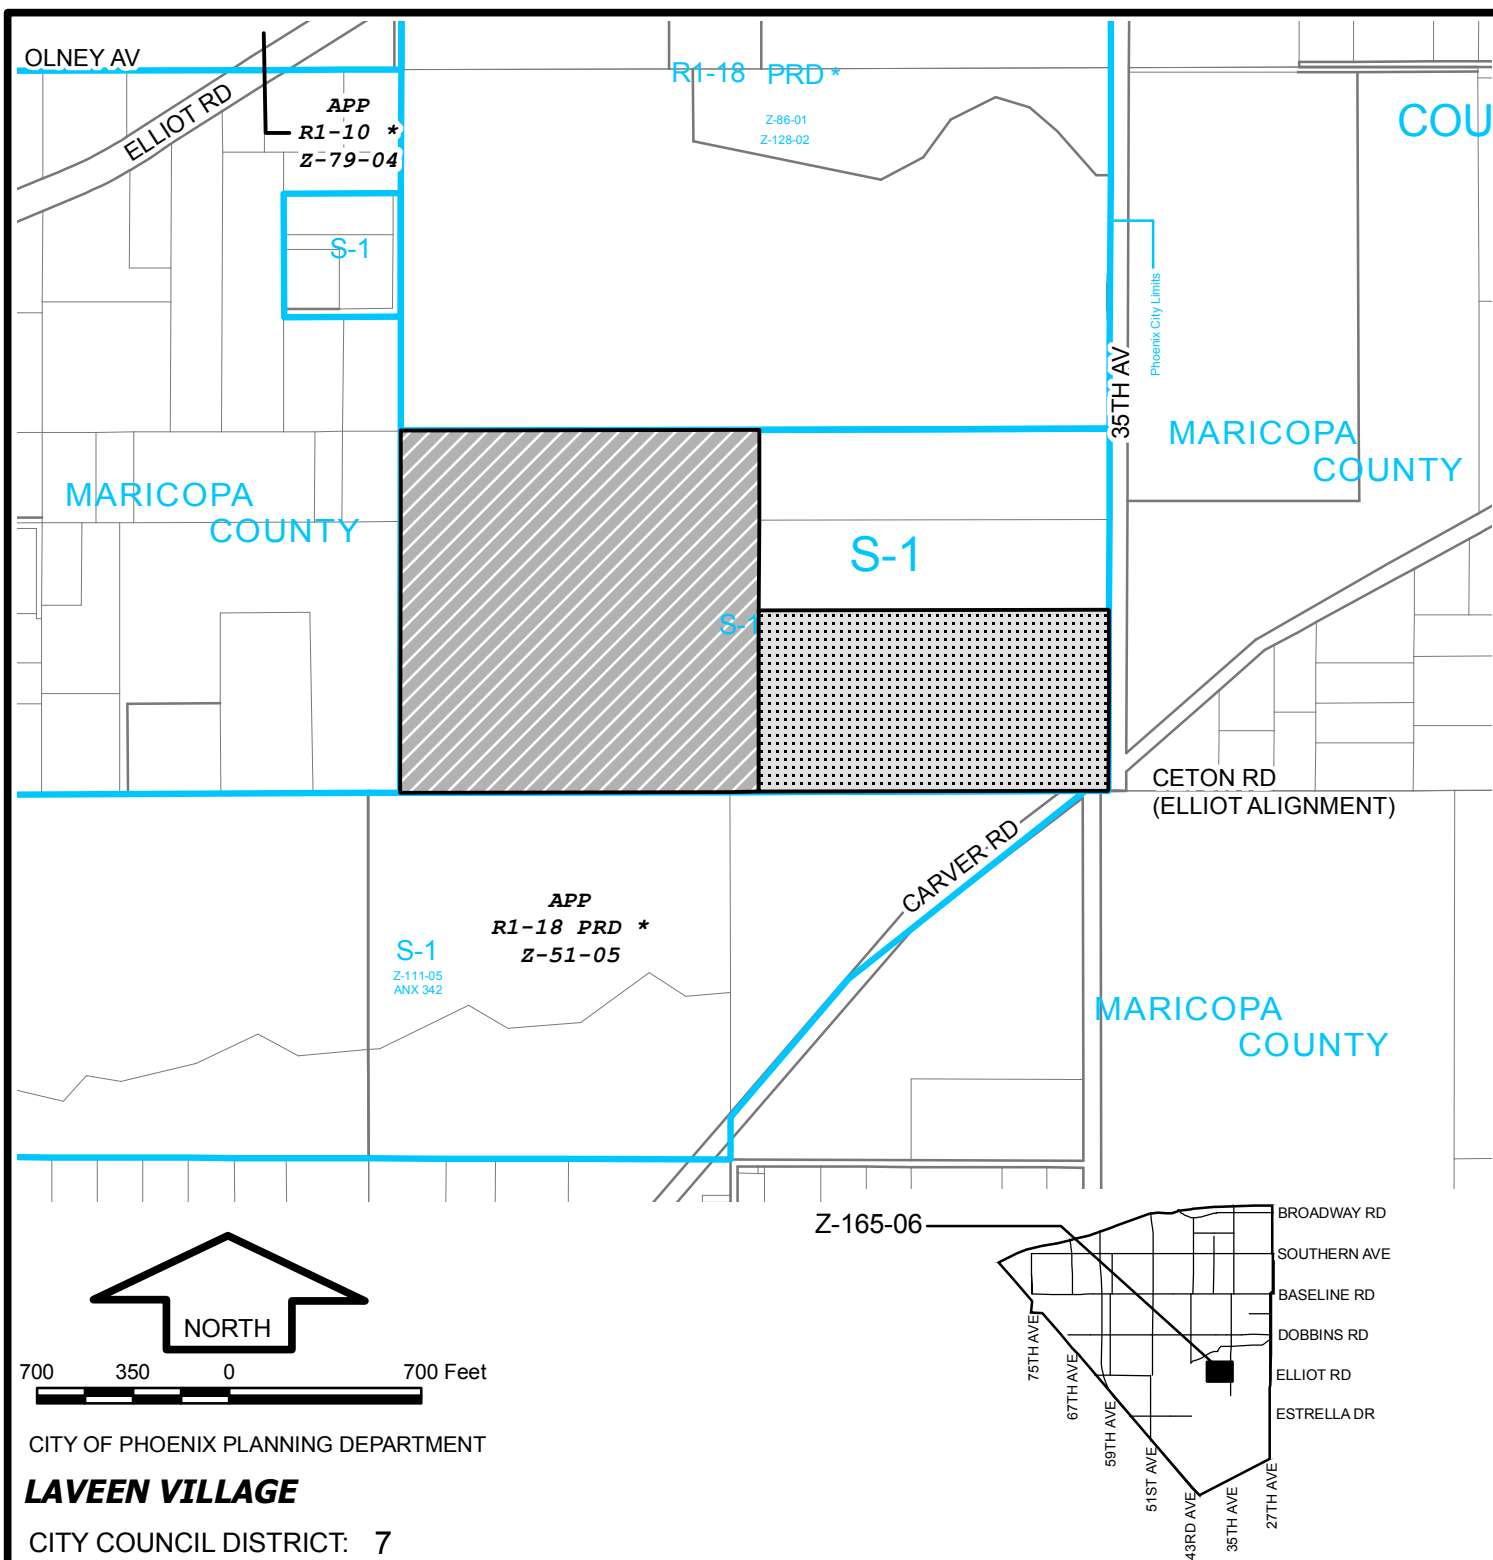 OLNEY AV
ELLIOT RD
APP
R1-10 *
Z-79-04
R1-18 PRD *
Z-86-01
Z-128-02
COU
S-1
Phoenix City Limits
35TH AV
MARICOPA
COUNTY
MARICOPA
COUNTY
S-1
S-1
CETON RD
(ELLIOT ALIGNMENT)
CARVER RD
APP
R1-18 PRD *
Z-51-05
S-1
Z-111-05
ANX 342
MARICOPA
COUNTY
Z-165-06
BROADWAY RD
SOUTHERN AVE
BASELINE RD
DOBBINS RD
ELLIOT RD
ESTRELLA DR
75TH AVE
67TH AVE
59TH AVE
51ST AVE
43RD AVE
35TH AVE
27TH AVE
NORTH
700 350 0 700 Feet
CITY OF PHOENIX PLANNING DEPARTMENT
LAVEEN VILLAGE
CITY COUNCIL DISTRICT: 7